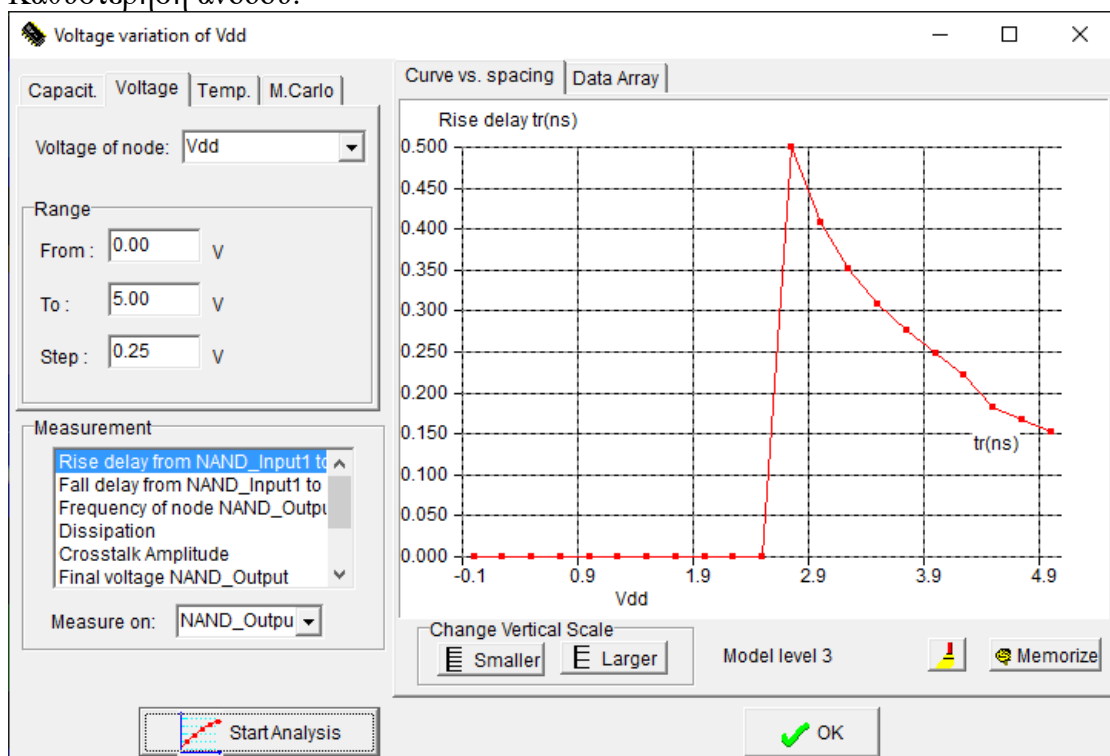 Καθυστέρηση ανόδου:
Voltage variation of Vdd
Capacit. Voltage Temp. M.Carlo
Voltage of node: Vdd
Range
From : 0.00 V
To : 5.00 V
Step : 0.25 V
Measurement
Rise delay from NAND_Input1 to
Fall delay from NAND_Input1 to
Frequency of node NAND_Outpu
Dissipation
Crosstalk Amplitude
Final voltage NAND_Output
Measure on: NAND_Outpu
Start Analysis
Curve vs. spacing Data Array
Rise delay tr(ns)
0.500
0.450
0.400
0.350
0.300
0.250
0.200
0.150
0.100
0.050
0.000
tr(ns)
-0.1 0.9 1.9 2.9 3.9 4.9
Vdd
Change Vertical Scale
Smaller Larger
Model level 3
Memorize
OK